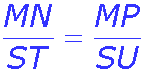 MN/ST = MP/SU